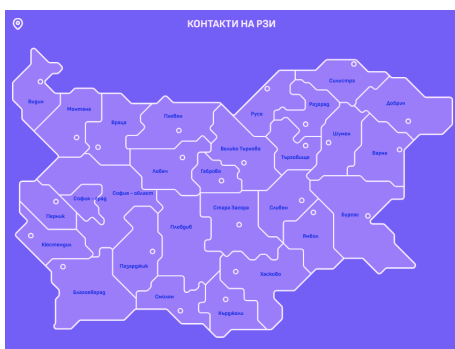 КОНТАКТИ НА РЗИ
Силистра
Видин
Монтана
Враца
Плевен
Русе
Разград
Добрич
Шумен
Велико Търново
Търговище
Варна
Ловеч
Габрово
София - град
София - област
Перник
Стара Загора
Сливен
Бургас
Пловдив
Ямбол
Кюстендил
Пазарджик
Хасково
Благоевград
Смолян
Кърджали